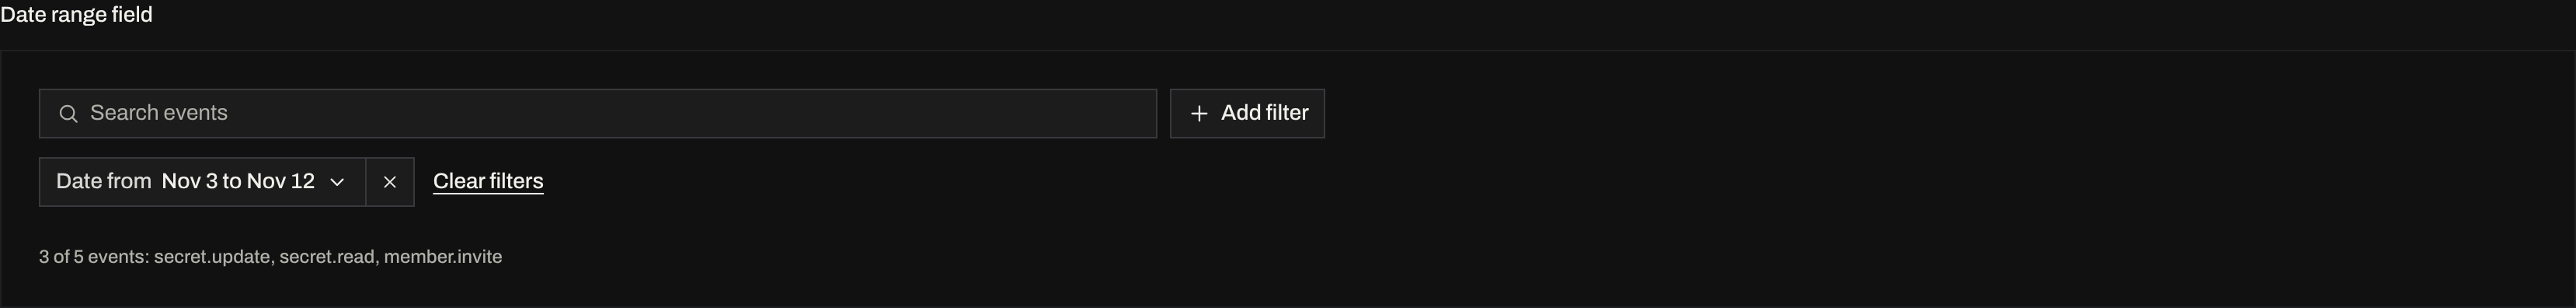 Date range field
Search events
Add filter
Date from Nov 3 to Nov 12
Clear filters
3 of 5 events: secret.update, secret.read, member.invite